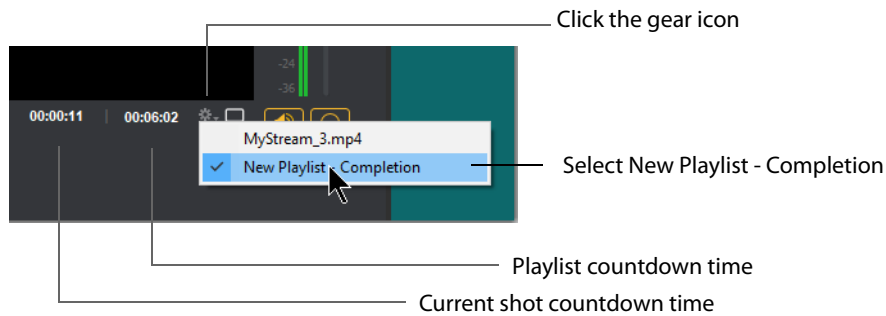 Click the gear icon
-24
-36
00:00:11 | 00:06:02
MyStream_3.mp4
New Playlist - Completion
Select New Playlist - Completion
Playlist countdown time
Current shot countdown time